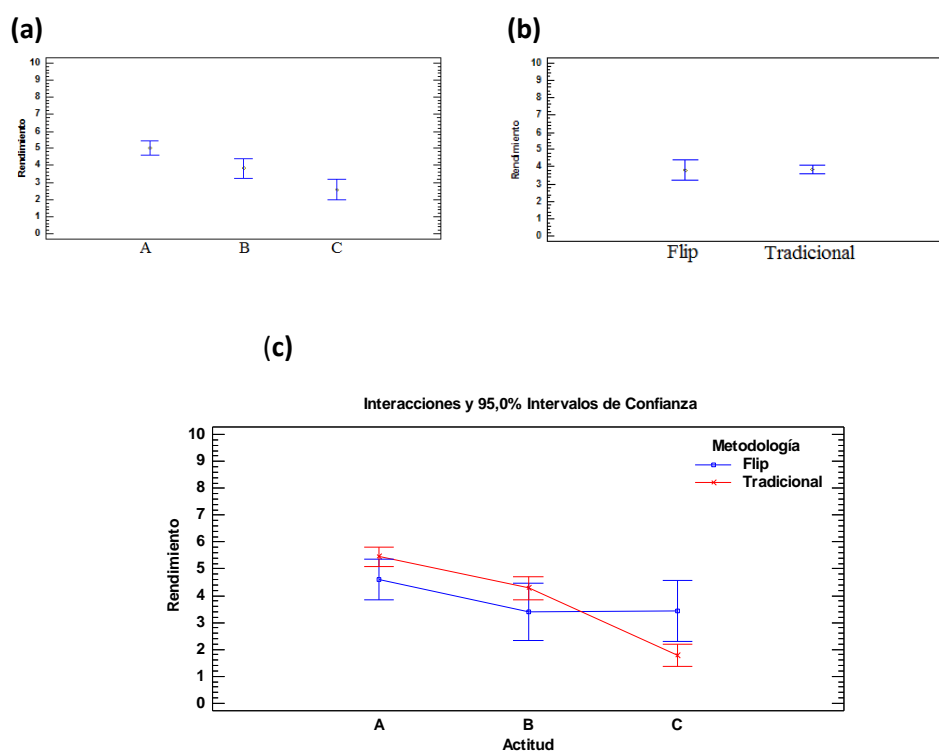 (a)
10
9
8
7
6
5
4
3
2
1
0
Rendimiento
A B C
(b)
10
9
8
7
6
5
4
3
2
1
0
Rendimiento
Flip Tradicional
(c)
Interacciones y 95,0% Intervalos de Confianza
10
9
8
7
6
5
4
3
2
1
0
Rendimiento
Metodología
Flip
Tradicional
A B C
Actitud